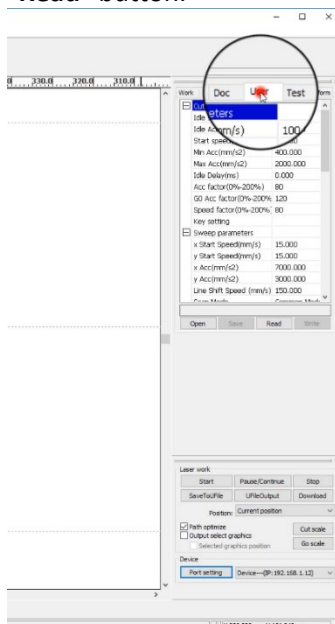 "Read" button.
330.0 320.0 310.0
Work Doc User Test form
Cut
eters
Idle
Idle Acc m/s) 100
Start speed
Min Acc(mm/s2) 400.000
Max Acc(mm/s2) 2000.000
Idle Delay(ms) 0.000
Acc factor(0%-200%) 80
G0 Acc factor(0%-200% 120
Speed factor(0%-200%) 80
Key setting
Sweep parameters
x Start Speed(mm/s) 15.000
y Start Speed(mm/s) 15.000
x Acc(mm/s2) 7000.000
y Acc(mm/s2) 3000.000
Line Shift Speed (mm/s) 150.000
Scan Mode Common Mode
Open Save Read Write
Laser work
Start Pause/Continue Stop
SaveToUFile UFileOutput Download
Position: Current position
Path optimize
Output select graphics
Selected graphics position
Cut scale
Go scale
Device
Port setting Device---(IP:192.168.1.12)